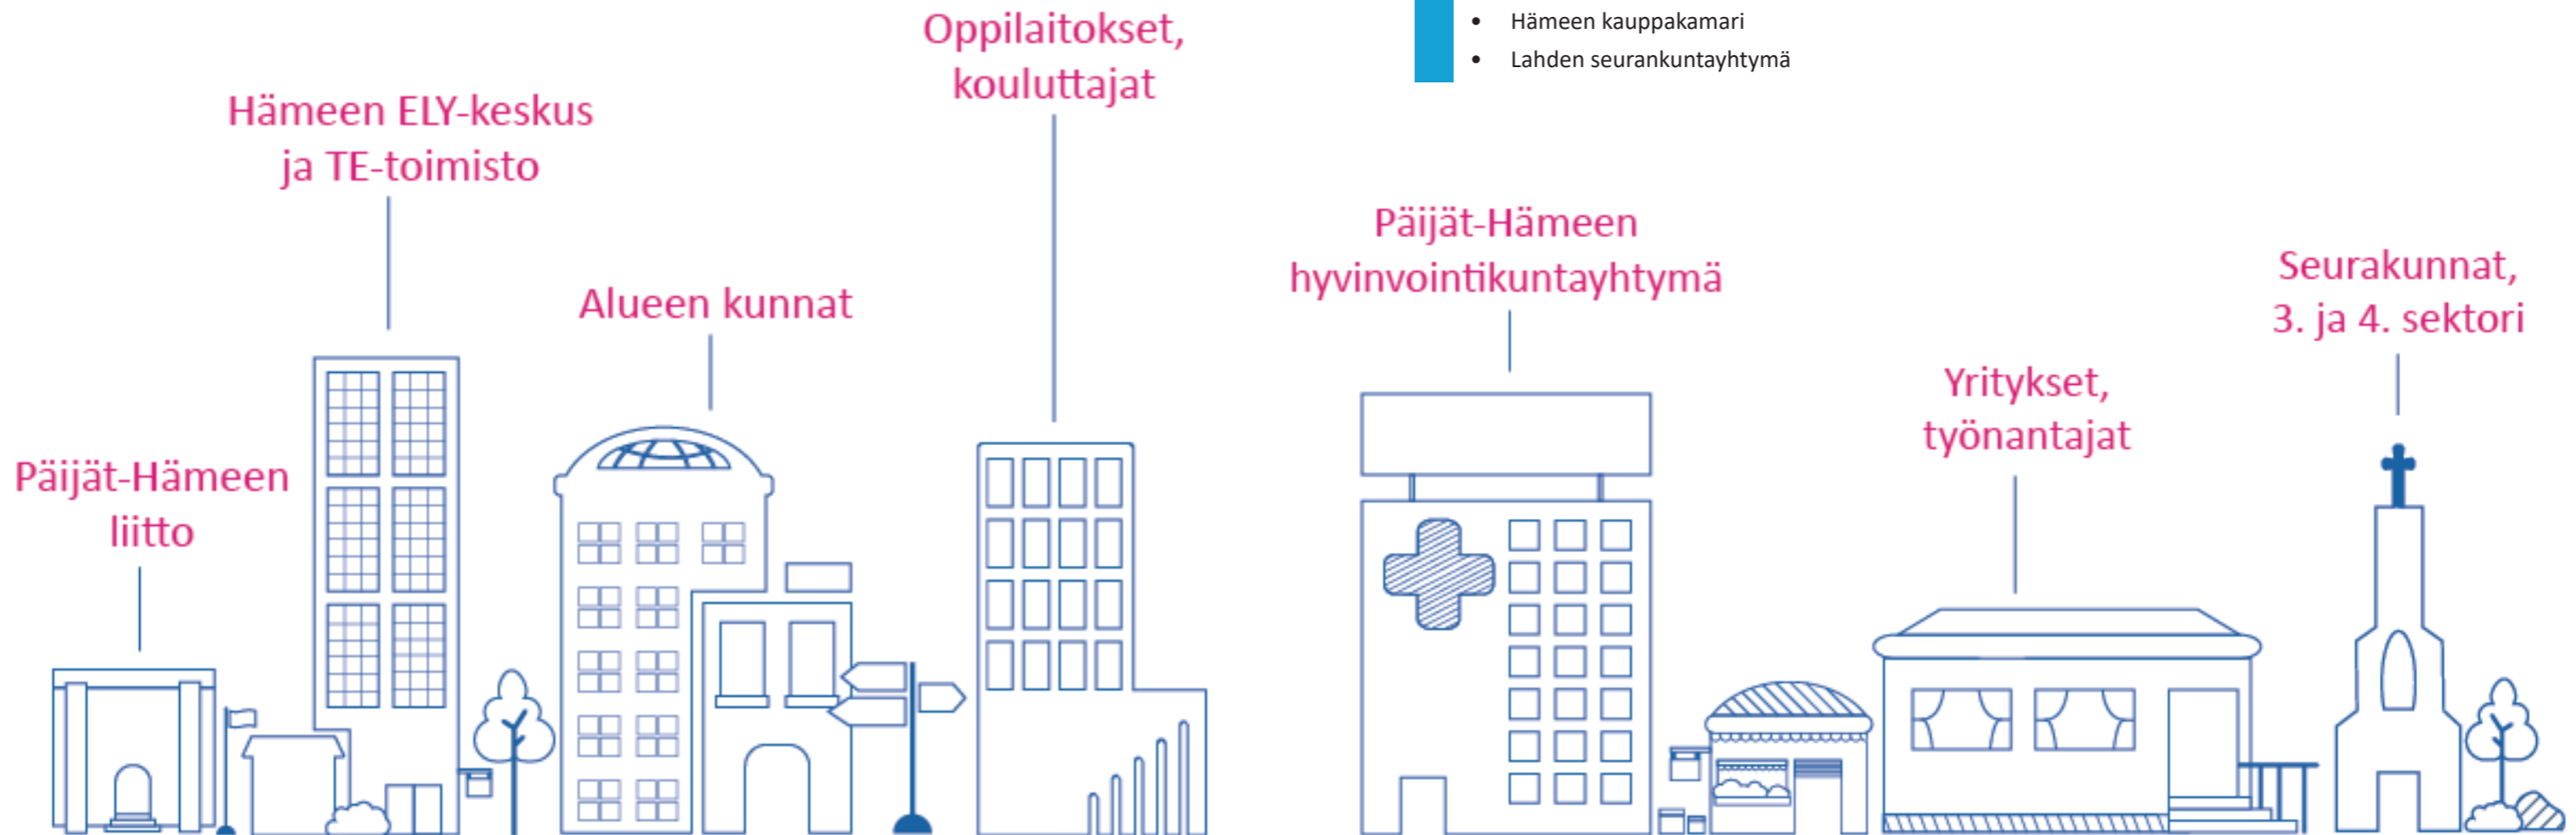 • Hämeen kauppakamari
• Lahden seurankuntayhtymä
Oppilaitokset,
kouluttajat
Hämeen ELY-keskus
ja TE-toimisto
Päijät-Hämeen
hyvinvointikuntayhtymä
Seurakunnat,
3. ja 4. sektori
Alueen kunnat
Yritykset,
työnantajat
Päijät-Hämeen
liitto